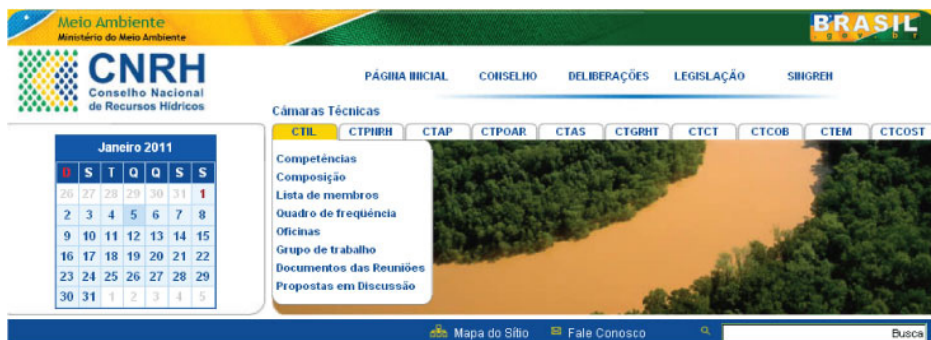 Meio Ambiente
Ministério do Meio Ambiente
BRASIL
.gov.br
CNRH
Conselho Nacional
de Recursos Hídricos
PÁGINA INICIAL CONSELHO DELIBERAÇÕES LEGISLAÇÃO SINGREH
Câmaras Técnicas
CTIL CTPNRH CTAP CTPOAR CTAS CTGRHT CTCT CTCOB CTEM CTCOST
Competências
Composição
Lista de membros
Quadro de freqüência
Oficinas
Grupo de trabalho
Documentos das Reuniões
Propostas em Discussão
Janeiro 2011
D S T Q Q S S
26 27 28 29 30 31 1
2 3 4 5 6 7 8
9 10 11 12 13 14 15
16 17 18 19 20 21 22
23 24 25 26 27 28 29
30 31 1 2 3 4 5
Mapa do Sítio Fale Conosco Busca